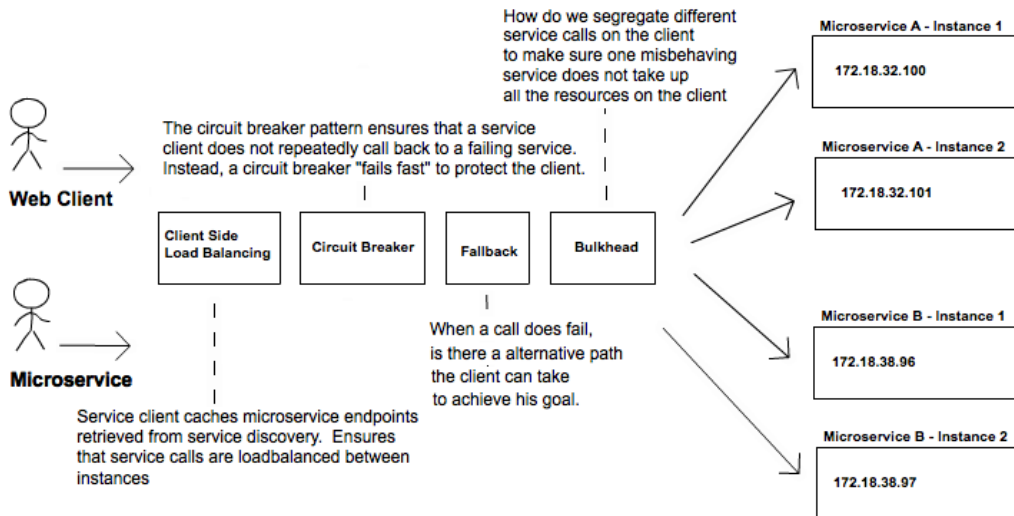 How do we segregate different
service calls on the client
to make sure one misbehaving
service does not take up
all the resources on the client
Microservice A - Instance 1
172.18.32.100
The circuit breaker pattern ensures that a service
client does not repeatedly call back to a failing service.
Instead, a circuit breaker "fails fast" to protect the client.
Web Client
Microservice A - Instance 2
172.18.32.101
Client Side
Load Balancing
Circuit Breaker
Fallback
Bulkhead
Microservice
When a call does fail,
is there a alternative path
the client can take
to achieve his goal.
Microservice B - Instance 1
172.18.38.96
Service client caches microservice endpoints
retrieved from service discovery. Ensures
that service calls are loadbalanced between
instances
Microservice B - Instance 2
172.18.38.97